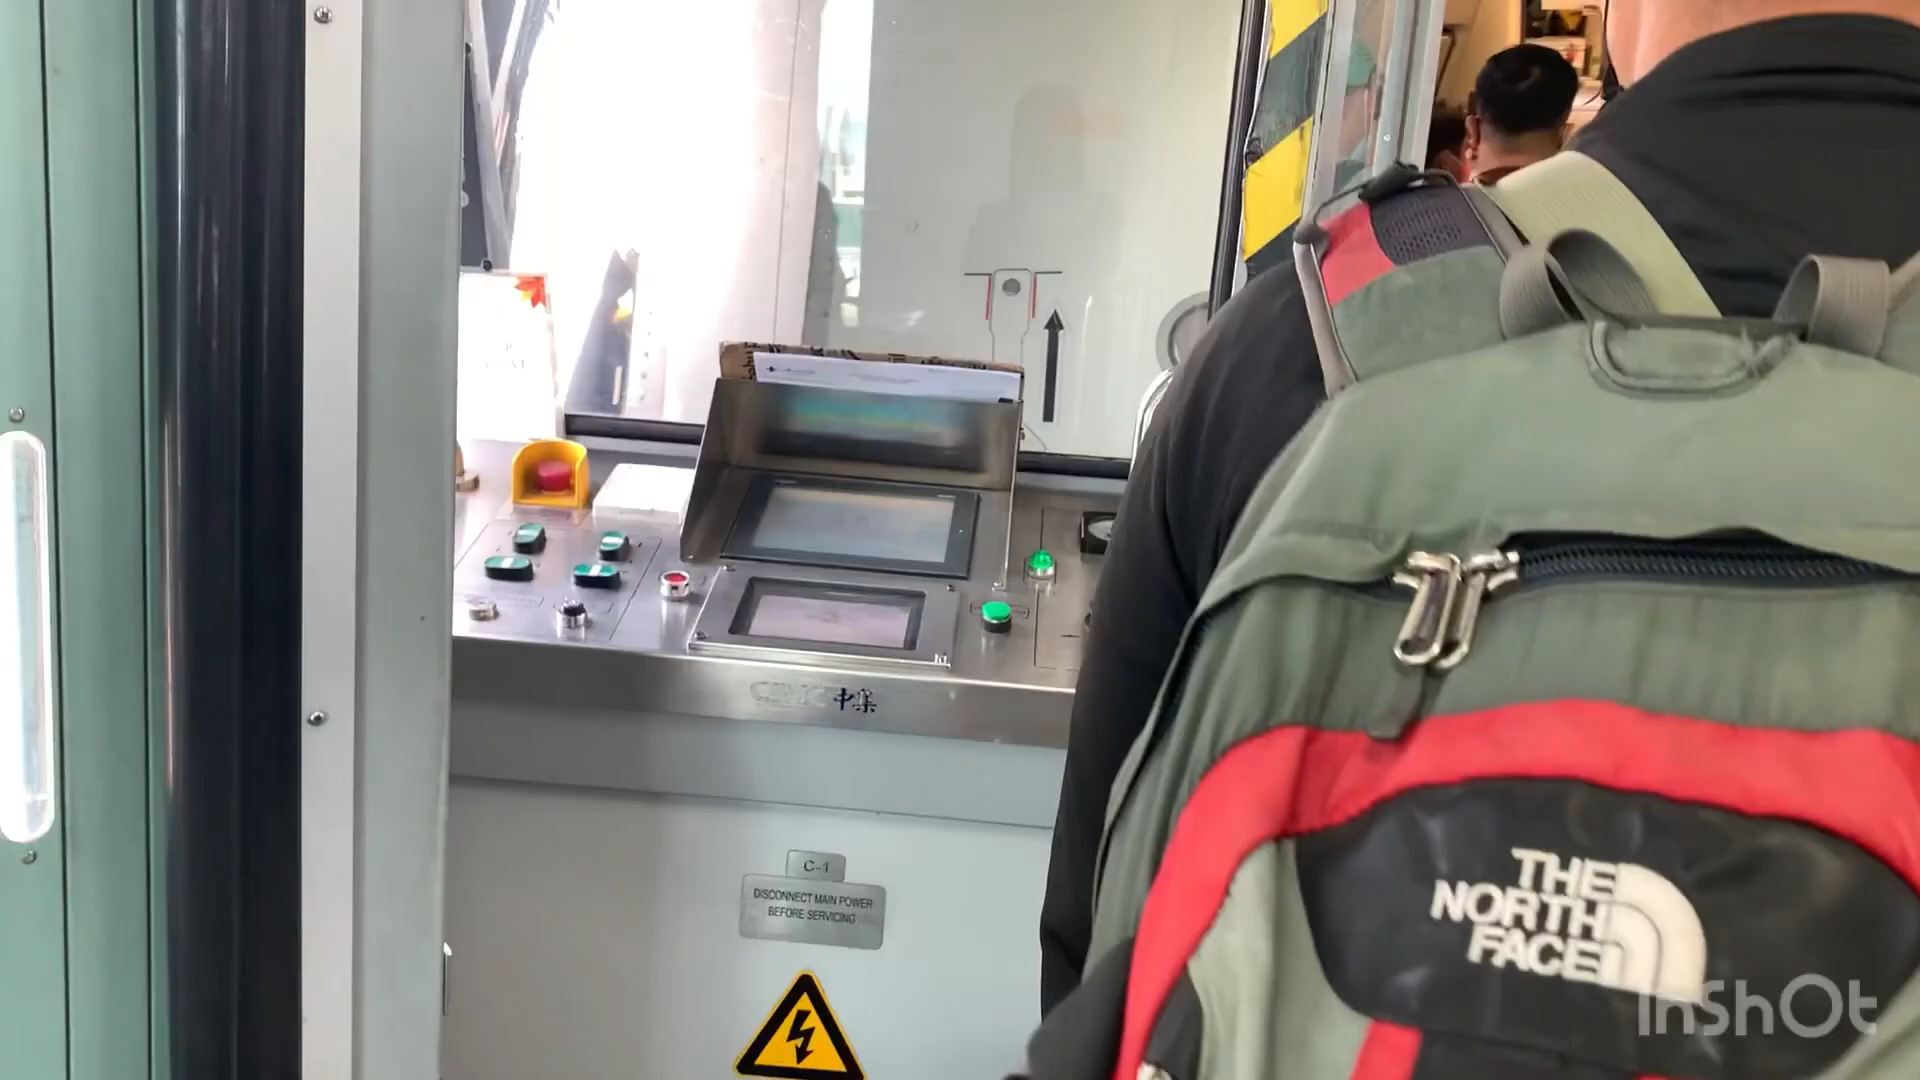 CIMC 中集
C-1
DISCONNECT MAIN POWER
BEFORE SERVICING
THE
NORTH
FACE
InShOt